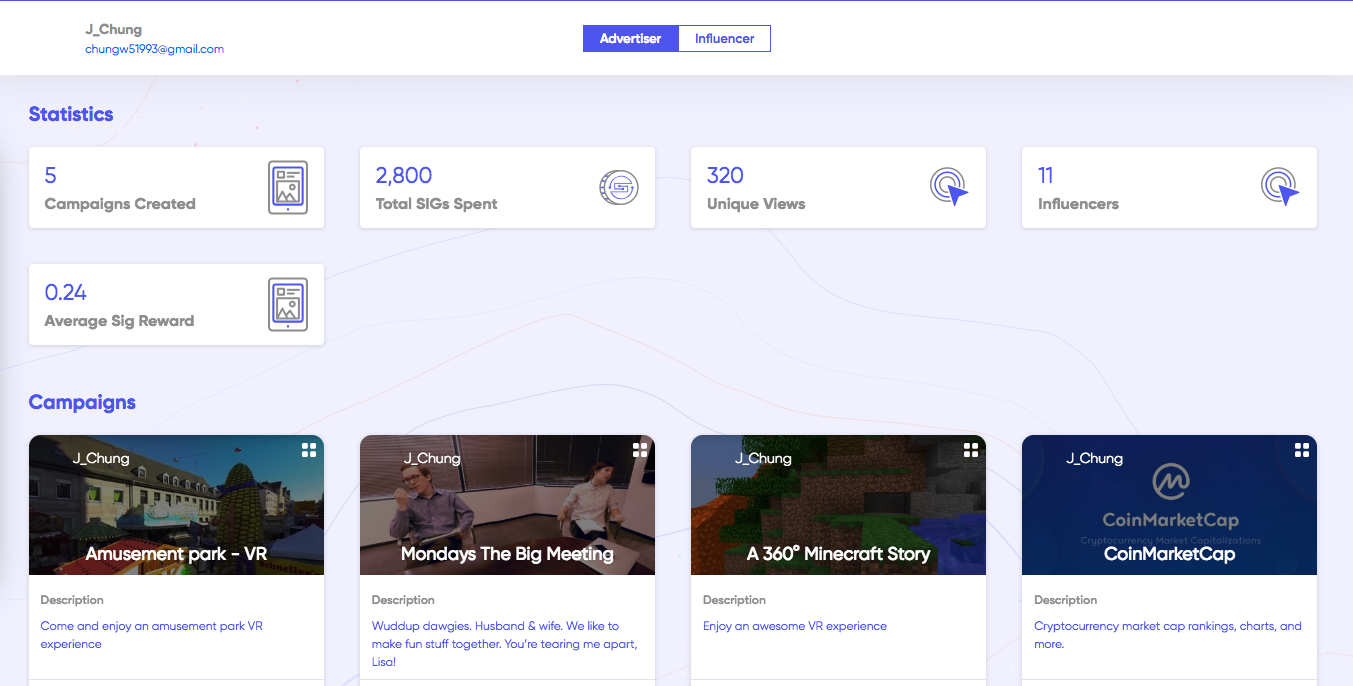 J_Chung
chungw51993@gmail.com
Advertiser
Influencer
Statistics
5
Campaigns Created
2,800
Total SIGs Spent
320
Unique Views
11
Influencers
0.24
Average Sig Reward
Campaigns
J_Chung
Amusement park - VR
Description
Come and enjoy an amusement park VR
experience
J_Chung
Mondays The Big Meeting
Description
Wuddup dawgies. Husband & wife. We like to
make fun stuff together. You're tearing me apart,
Lisa!
J_Chung
A 360° Minecraft Story
Description
Enjoy an awesome VR experience
J_Chung
CoinMarketCap
Cryptocurrency Market Capitalizations
CoinMarketCap
Description
Cryptocurrency market cap rankings, charts, and
more.